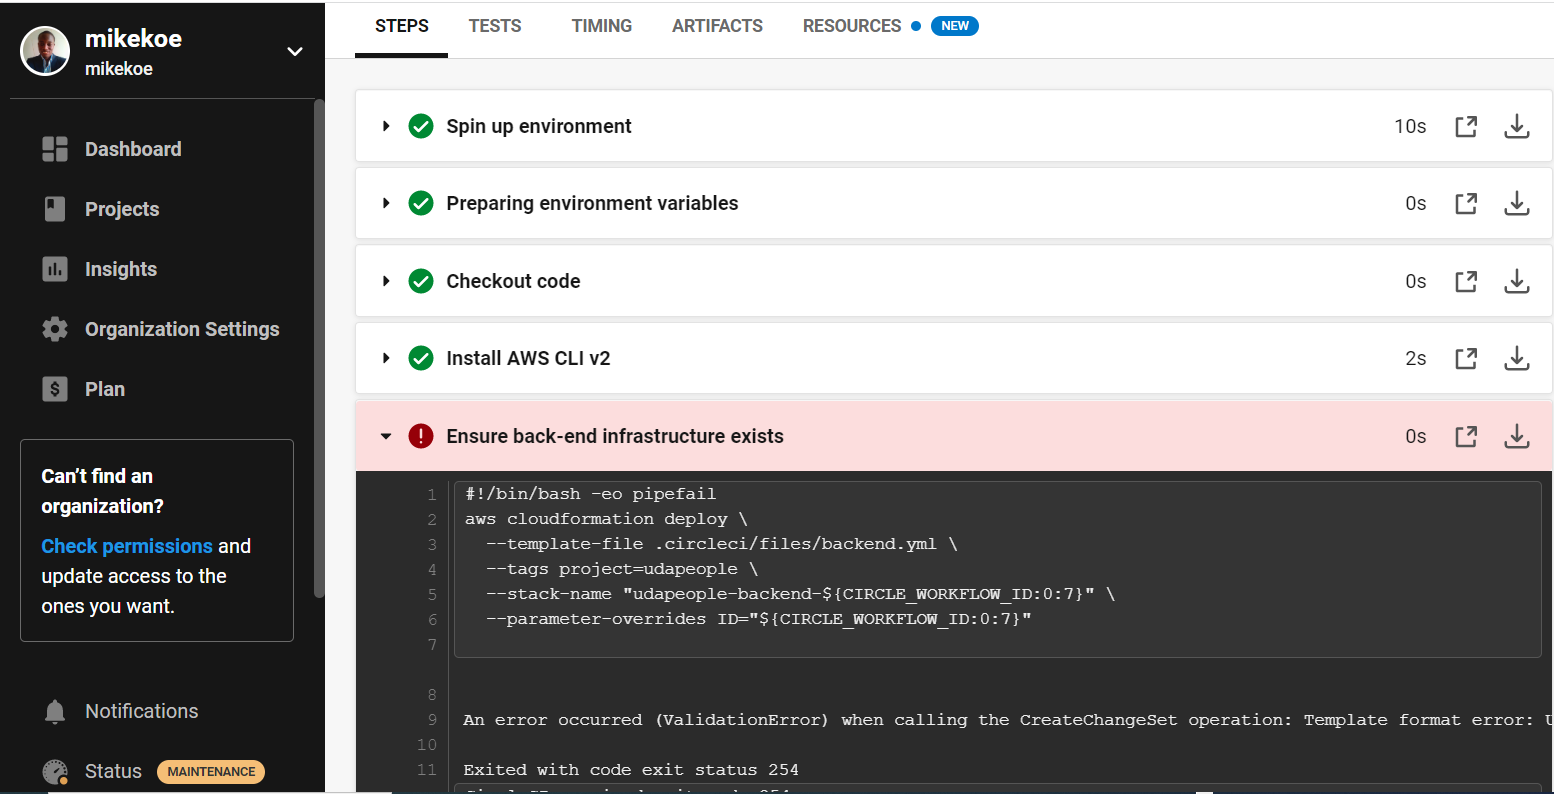 mikekoe
mikekoe
Dashboard
Projects
Insights
Organization Settings
$ Plan
Can't find an
organization?
Check permissions and
update access to the
ones you want.
Notifications
Status MAINTENANCE
STEPS TESTS TIMING ARTIFACTS RESOURCES NEW
Spin up environment 10s
Preparing environment variables 0s
Checkout code 0s
Install AWS CLI v2 2s
! Ensure back-end infrastructure exists 0s
1 #!/bin/bash -eo pipefail
2 aws cloudformation deploy \
3 --template-file .circleci/files/backend.yml \
4 --tags project=udapeople \
5 --stack-name "udapeople-backend-${CIRCLE_WORKFLOW_ID:0:7}" \
6 --parameter-overrides ID="${CIRCLE_WORKFLOW_ID:0:7}"
7
8
9 An error occurred (ValidationError) when calling the CreateChangeSet operation: Template format error:
10
11 Exited with code exit status 254